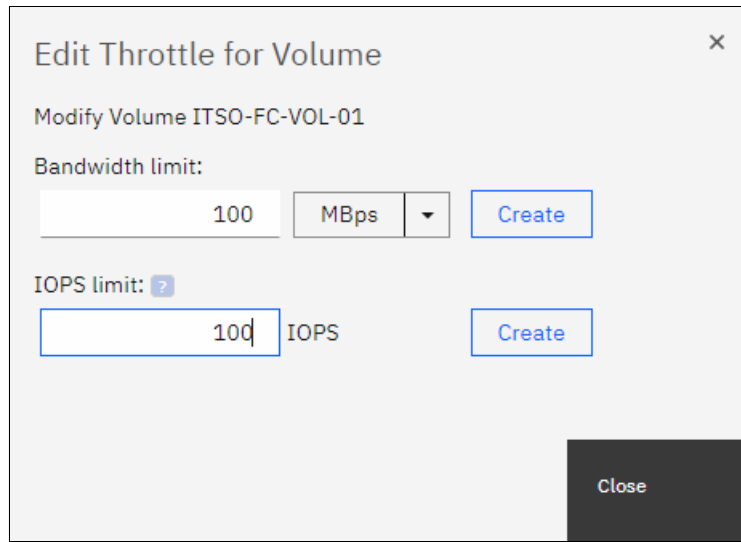 Edit Throttle for Volume
Modify Volume ITSO-FC-VOL-01
Bandwidth limit:
100 MBps Create
IOPS limit: ?
100 IOPS Create
Close